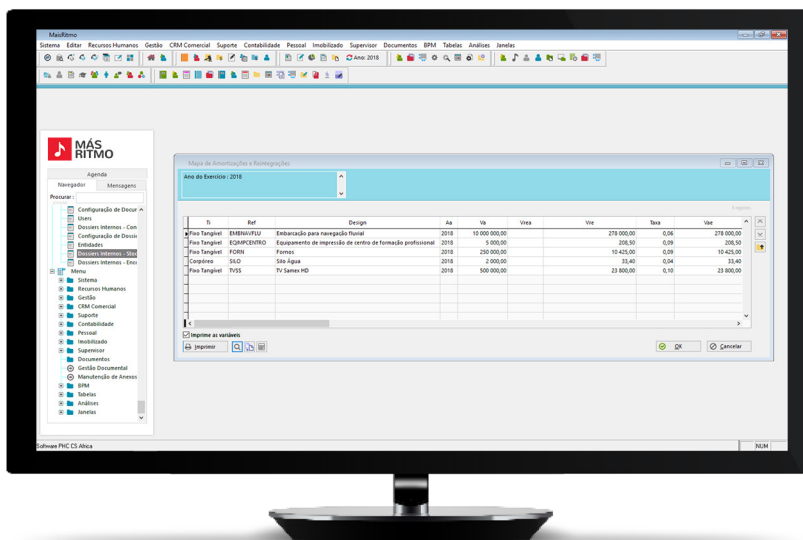 MaisRitmo
Sistema Editar Recursos Humanos Gestão CRM Comercial Suporte Contabilidade Pessoal Imobilizado Supervisor Documentos BPM Tabelas Análises Janelas
Ano: 2018
MÁS
RITMO
Agenda
Navegador Mensagens
Procurar :
Configuração de Docur
Users
Dossiers Internos - Con
Configuração de Dossie
Entidades
Dossiers Internos - Stoc
Dossiers Internos - Enco
Menu
Sistema
Recursos Humanos
Gestão
CRM Comercial
Suporte
Contabilidade
Pessoal
Imobilizado
Supervisor
Documentos
Gestão Documental
Manutenção de Anexos
BPM
Tabelas
Análises
Janelas
Mapa de Amortizações e Reintegrações
Ano do Exercício : 2018
5 registos
Ti Ref Design Aa Va Vrea Vre Taxa Vae
Fixo Tangível EMBNAVFLU Embarcação para navegação fluvial 2018 10 000 000,00 278 000,00 0,06 278 000,00
Fixo Tangível EQIMPCENTRO Equipamento de impressão de centro de formação profissional 2018 5 000,00 208,50 0,09 208,50
Fixo Tangível FORN Fornos 2018 250 000,00 10 425,00 0,09 10 425,00
Corpóreo SILO Silo Água 2018 2 000,00 33,40 0,04 33,40
Fixo Tangível TVSS TV Samex HD 2018 500 000,00 23 800,00 0,10 23 800,00
Imprime as variáveis
Imprimir
OK Cancelar
Software PHC CS Africa
NUM